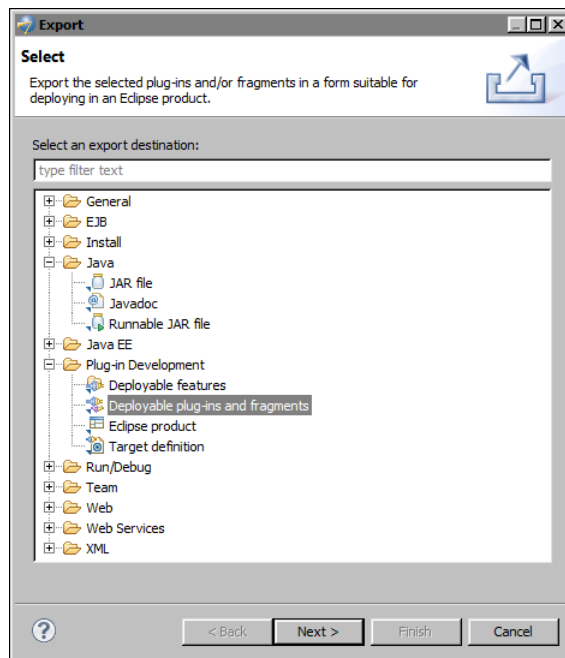 Export
Select
Export the selected plug-ins and/or fragments in a form suitable for
deploying in an Eclipse product.
Select an export destination:
type filter text
General
EJB
Install
Java
JAR file
Javadoc
Runnable JAR file
Java EE
Plug-in Development
Deployable features
Deployable plug-ins and fragments
Eclipse product
Target definition
Run/Debug
Team
Web
Web Services
XML
? < Back Next > Finish Cancel